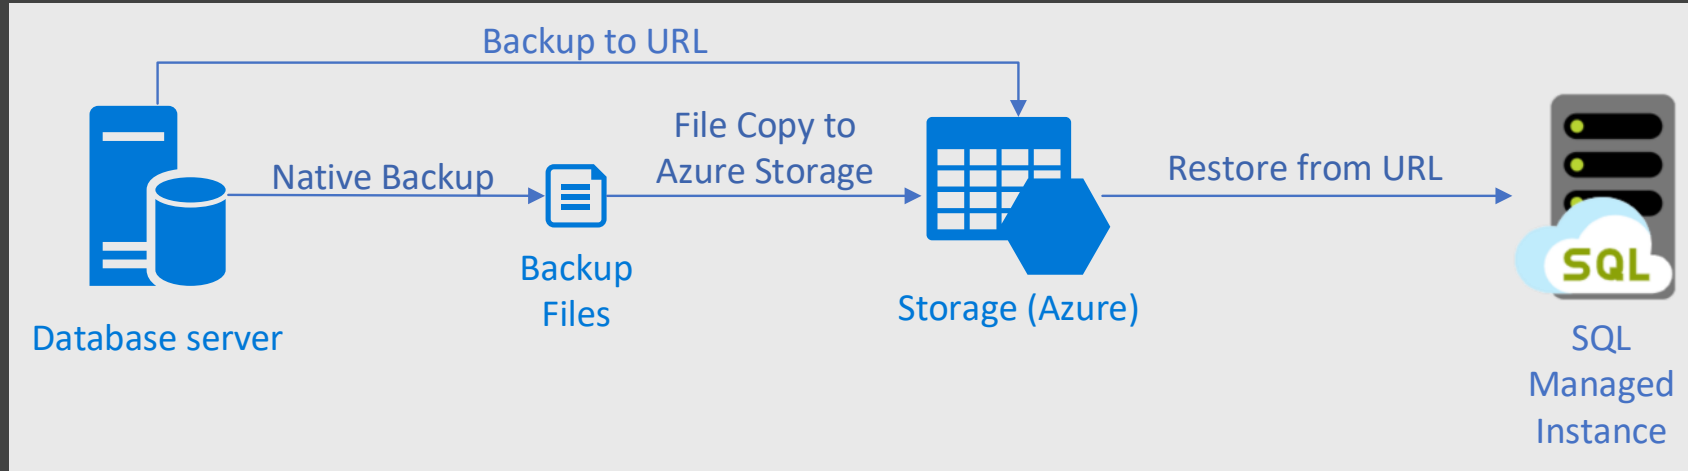 Backup to URL
File Copy to
Azure Storage
Native Backup
Restore from URL
Backup
Files
Storage (Azure)
Database server
SQL
SQL
Managed
Instance